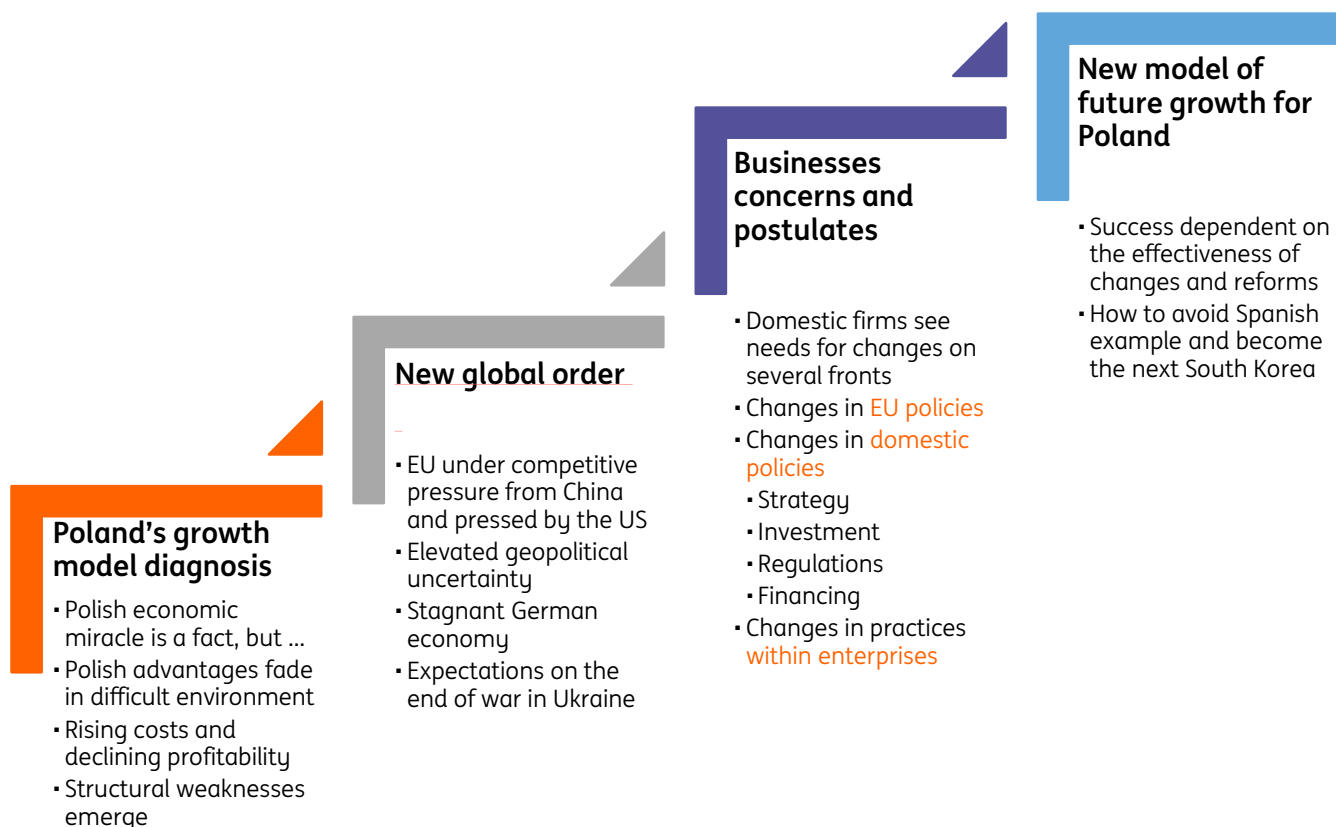 Poland’s growth
model diagnosis
▪ Polish economic
miracle is a fact, but ...
▪ Polish advantages fade
in difficult environment
▪ Rising costs and
declining profitability
▪ Structural weaknesses
emerge
New global order
▪ EU under competitive
pressure from China
and pressed by the US
▪ Elevated geopolitical
uncertainty
▪ Stagnant German
economy
▪ Expectations on the
end of war in Ukraine
Businesses
concerns and
postulates
▪ Domestic firms see
needs for changes on
several fronts
▪ Changes in EU policies
▪ Changes in domestic
policies
▪ Strategy
▪ Investment
▪ Regulations
▪ Financing
▪ Changes in practices
within enterprises
New model of
future growth for
Poland
▪ Success dependent on
the effectiveness of
changes and reforms
▪ How to avoid Spanish
example and become
the next South Korea